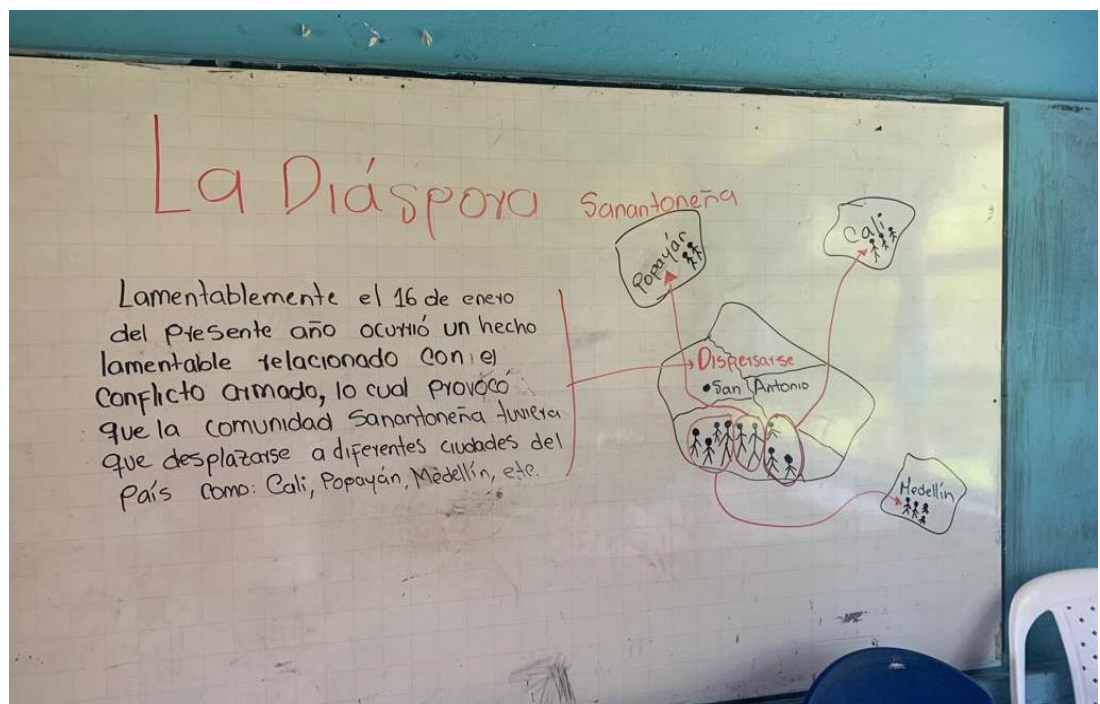 La Diáspora Sanantoneña
Lamentablemente el 16 de enero
del presente año ocurrió un hecho
lamentable relacionado con el
conflicto armado, lo cual provocó
que la comunidad Sanantoneña tuviera
que desplazarse a diferentes ciudades del
país como: Cali, Popayán, Médellín, etc.
Popayán
Cali
Dispersarse
San Antonio
Medellín